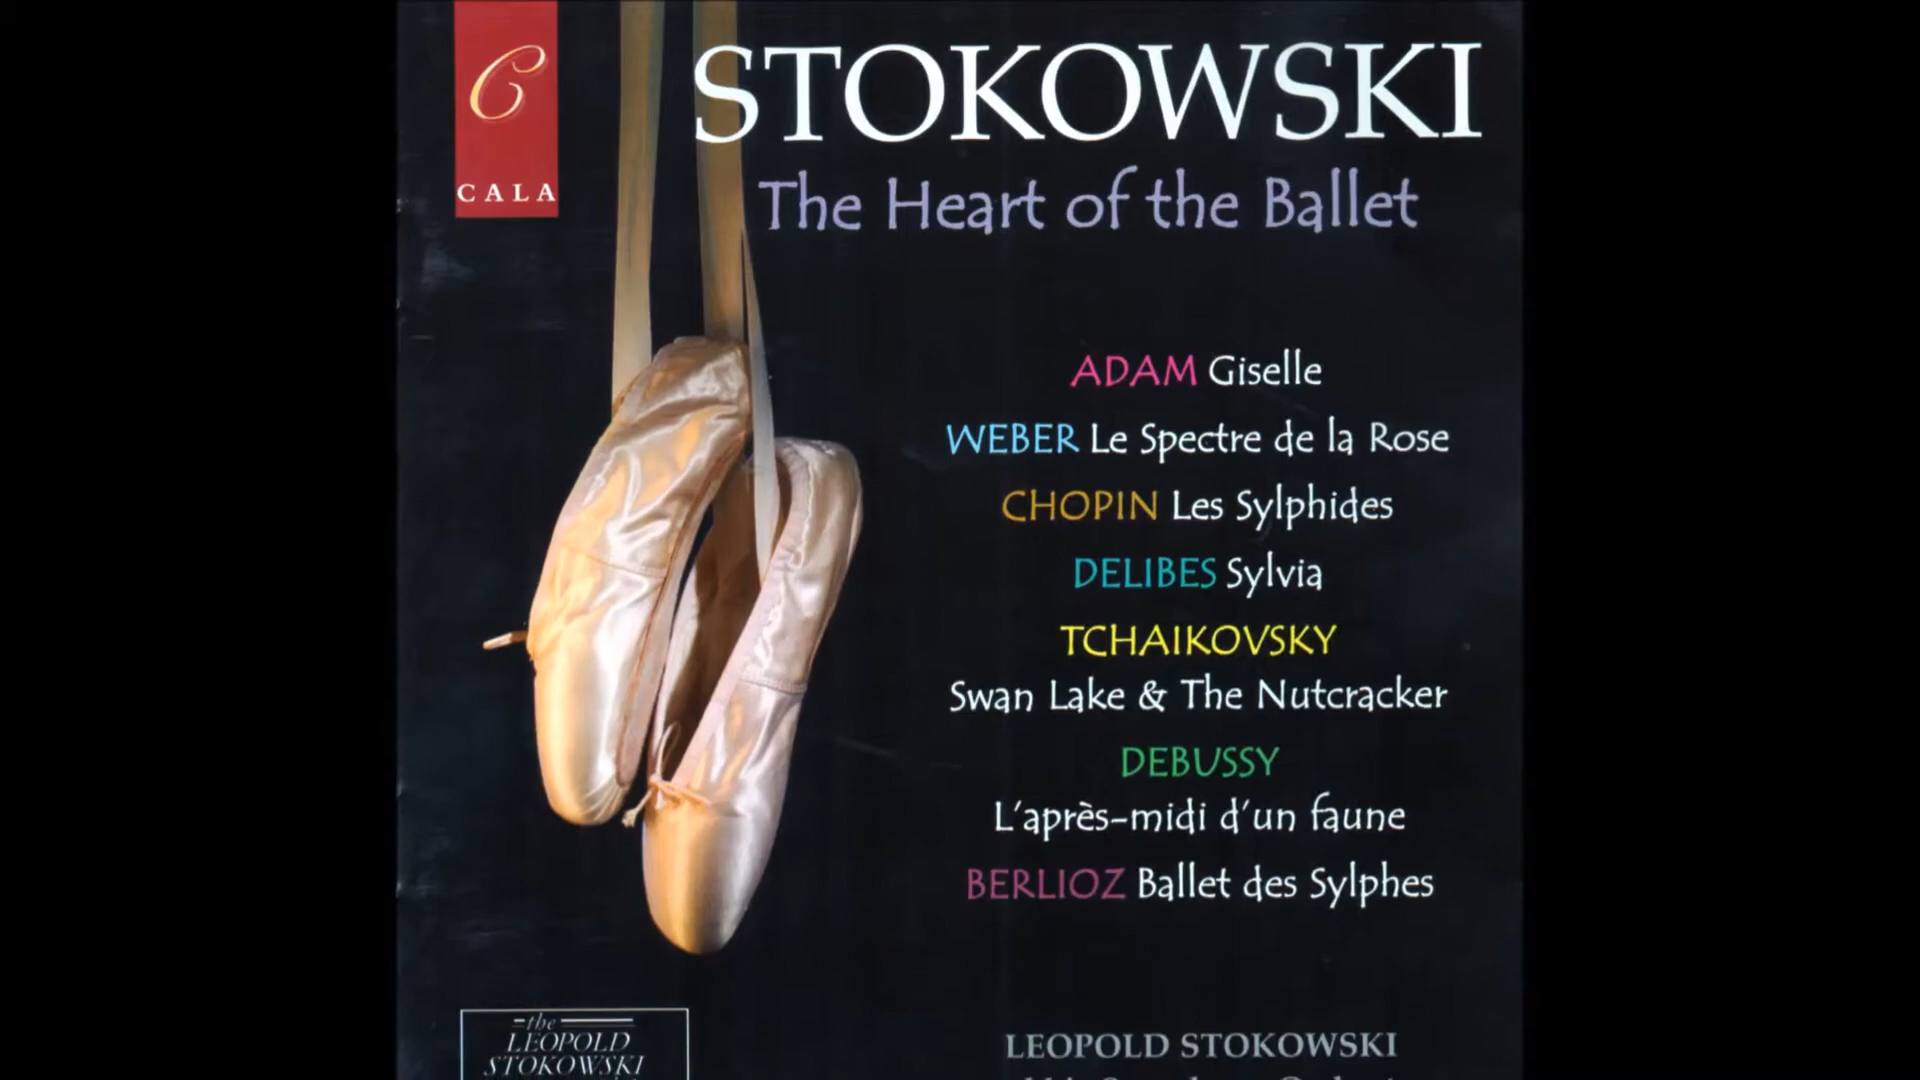 C
CALA
STOKOWSKI
The Heart of the Ballet
ADAM Giselle
WEBER Le Spectre de la Rose
CHOPIN Les Sylphides
DELIBES Sylvia
TCHAIKOVSKY
Swan Lake & The Nutcracker
DEBUSSY
L'après-midi d'un faune
BERLIOZ Ballet des Sylphes
the
LEOPOLD
STOKOWSKI
LEOPOLD STOKOWSKI